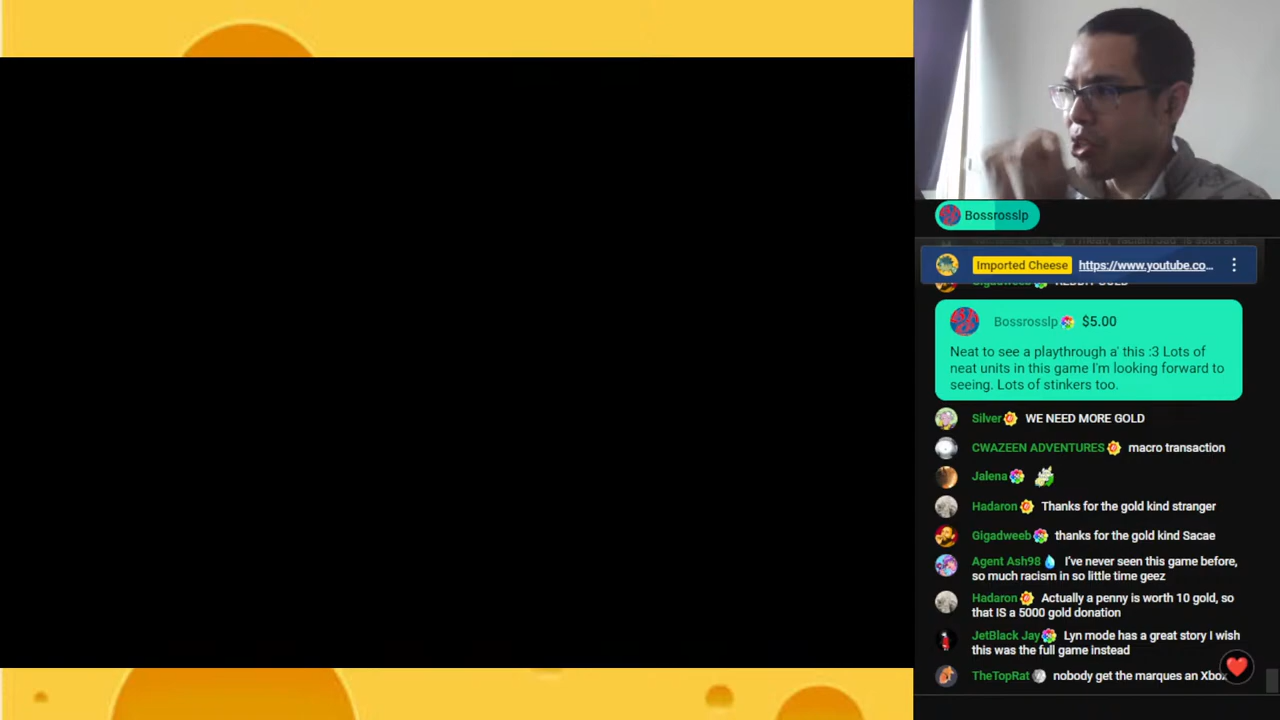 Bossrosslp
Imported Cheese https://www.youtube.co...
Bossrosslp $5.00
Neat to see a playthrough a' this :3 Lots of
neat units in this game I'm looking forward to
seeing. Lots of stinkers too.
Silver WE NEED MORE GOLD
CWAZEEN ADVENTURES macro transaction
Jalena
Hadaron Thanks for the gold kind stranger
Gigadweeb thanks for the gold kind Sacae
Agent Ash98 I've never seen this game before,
so much racism in so little time geez
Hadaron Actually a penny is worth 10 gold, so
that IS a 5000 gold donation
JetBlack Jay Lyn mode has a great story I wish
this was the full game instead
TheTopRat nobody get the marques an Xbox